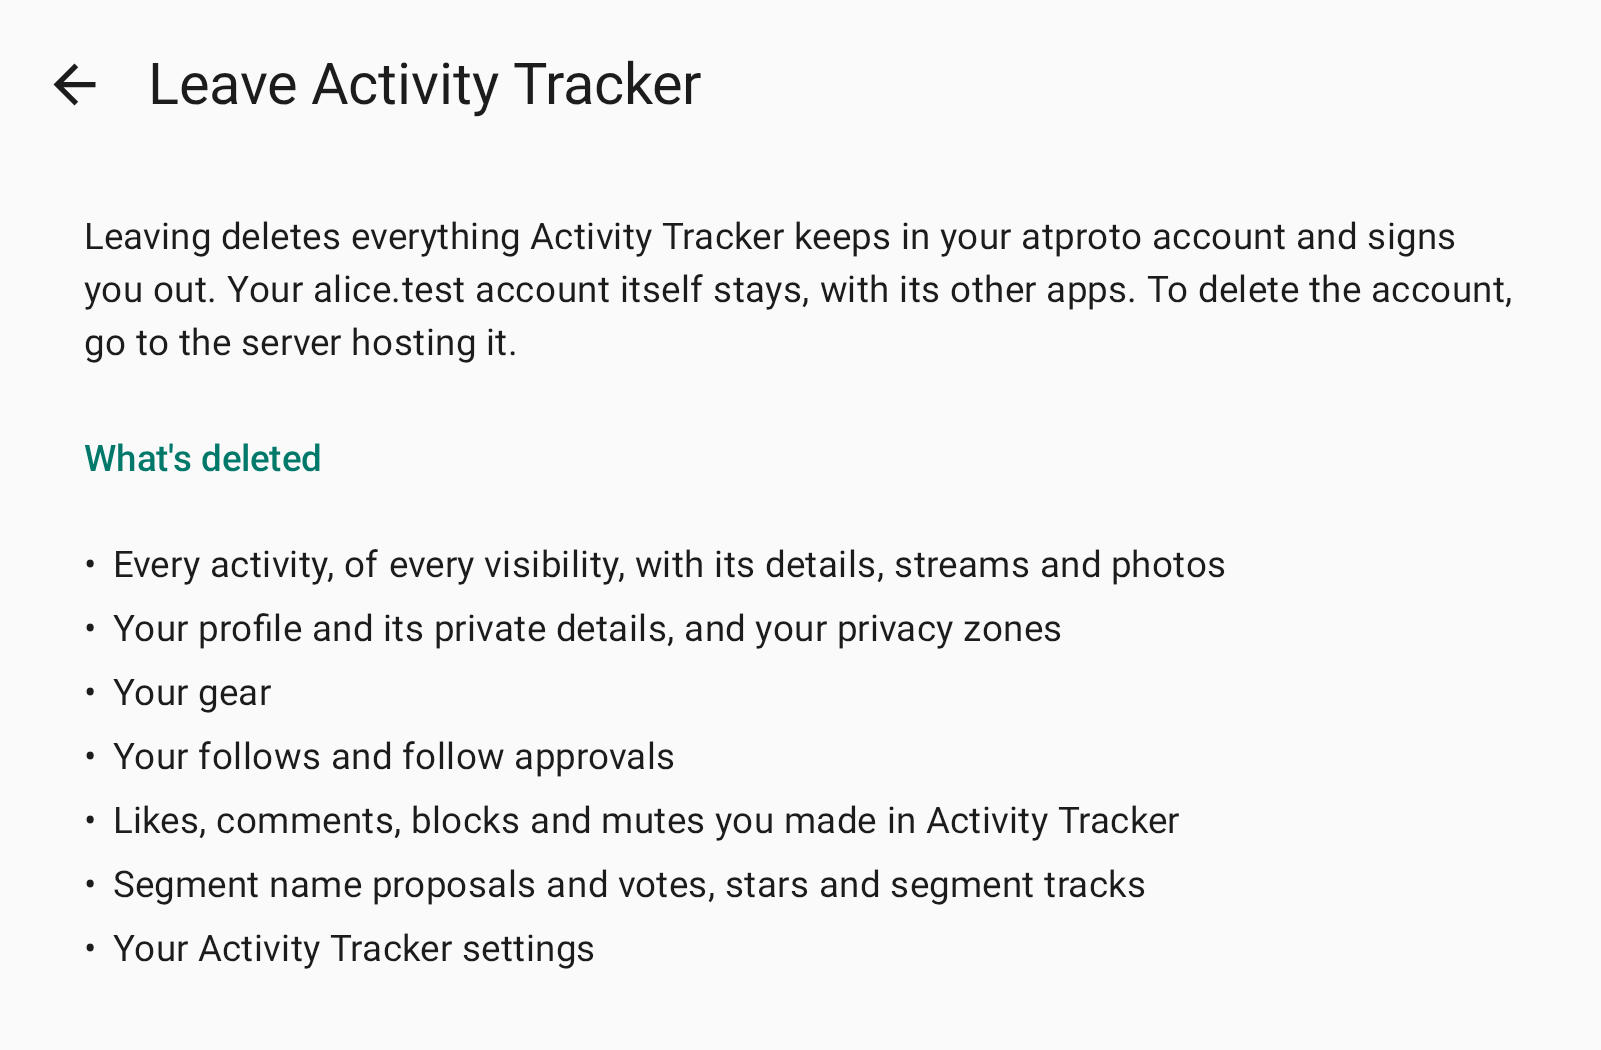 Leave Activity Tracker
Leaving deletes everything Activity Tracker keeps in your atproto account and signs
you out. Your alice.test account itself stays, with its other apps. To delete the account,
go to the server hosting it.
What's deleted
• Every activity, of every visibility, with its details, streams and photos
• Your profile and its private details, and your privacy zones
• Your gear
• Your follows and follow approvals
• Likes, comments, blocks and mutes you made in Activity Tracker
• Segment name proposals and votes, stars and segment tracks
• Your Activity Tracker settings